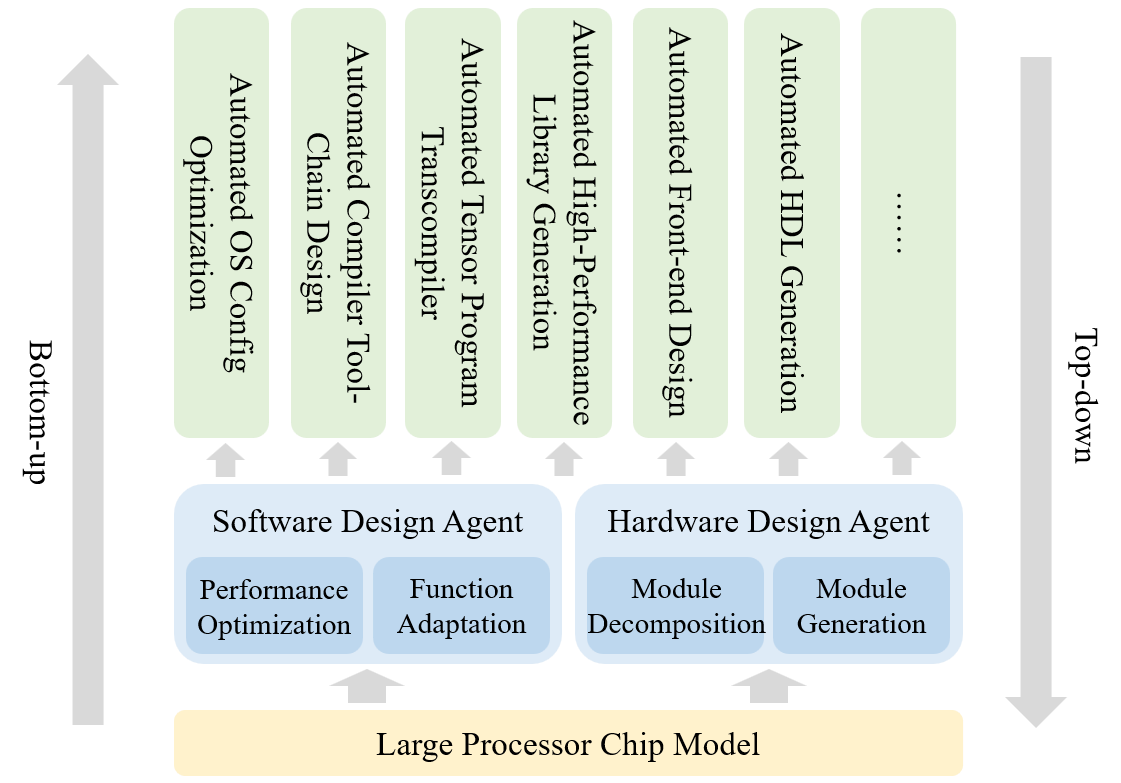 Bottom-up
Automated OS Config
Optimization
Automated Compiler Tool-
Chain Design
Automated Tensor Program
Transcompiler
Automated High-Performance
Library Generation
Automated Front-end Design
Automated HDL Generation
……
Top-down
Software Design Agent
Performance
Optimization
Function
Adaptation
Hardware Design Agent
Module
Decomposition
Module
Generation
Large Processor Chip Model